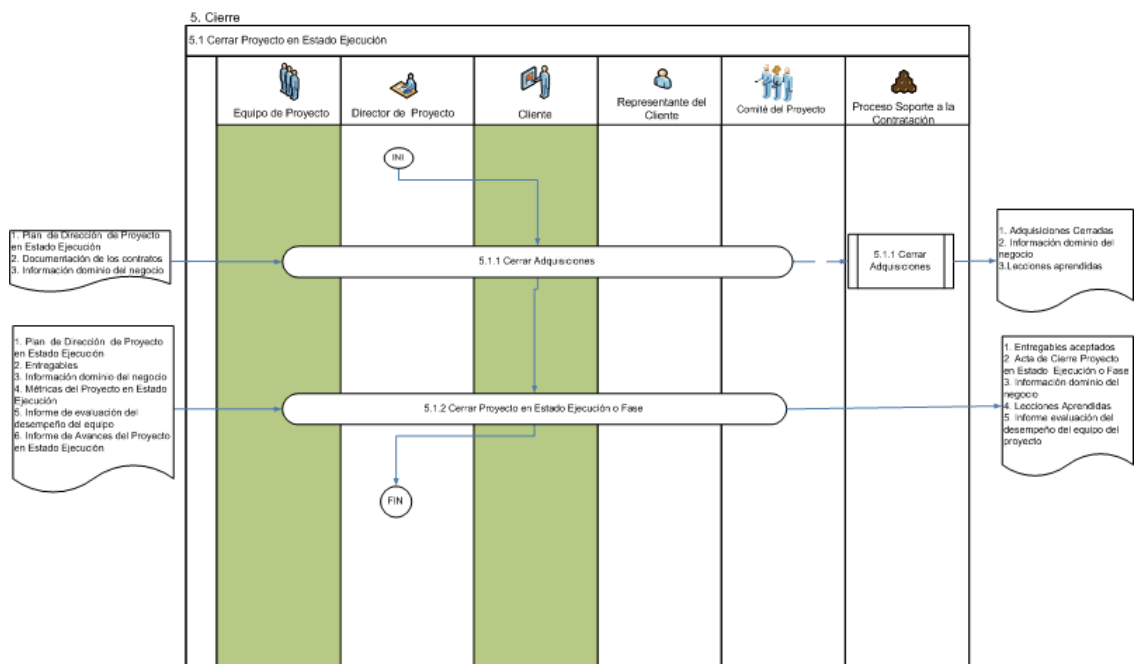 5. Cierre
5.1 Cerrar Proyecto en Estado Ejecución
Equipo de Proyecto
Director de Proyecto
Cliente
Representante del
Cliente
Comité del Proyecto
Proceso Soporte a la
Contratación
INI
1. Plan de Dirección de Proyecto
en Estado Ejecución
2. Documentación de los contratos
3. Información dominio del negocio
5.1.1 Cerrar Adquisiciones
5.1.1 Cerrar
Adquisiciones
1. Adquisiciones Cerradas
2. Información dominio del
negocio
3.Lecciones aprendidas
1. Plan de Dirección de Proyecto
en Estado Ejecución
2. Entregables
3. Información dominio del negocio
4. Métricas del Proyecto en Estado
Ejecución
5. Informe de evaluación del
desempeño del equipo
6. Informe de Avances del Proyecto
en Estado Ejecución
5.1.2 Cerrar Proyecto en Estado Ejecución o Fase
1. Entregables aceptados
2 Acta de Cierre Proyecto
en Estado Ejecución o Fase
3. Información dominio del
negocio
4. Lecciones Aprendidas
5. Informe evaluación del
desempeño del equipo del
proyecto
FIN